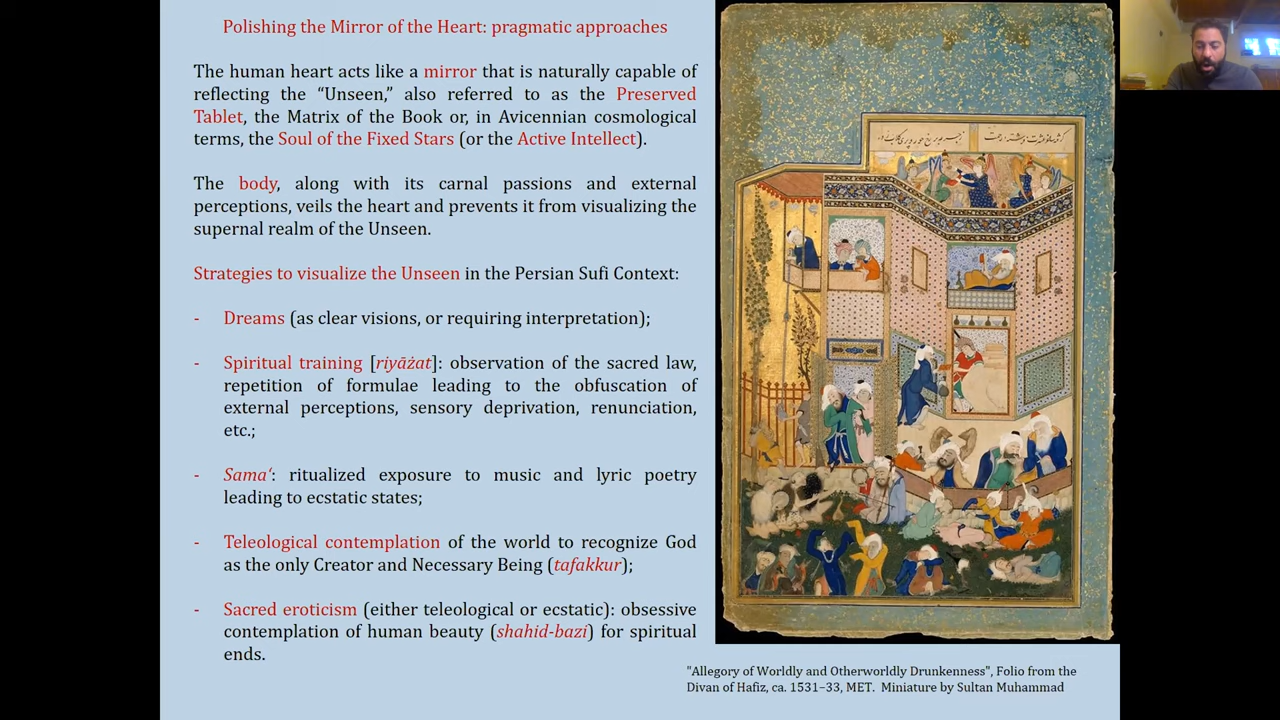 Polishing the Mirror of the Heart: pragmatic approaches
The human heart acts like a mirror that is naturally capable of
reflecting the “Unseen,” also referred to as the Preserved
Tablet, the Matrix of the Book or, in Avicennian cosmological
terms, the Soul of the Fixed Stars (or the Active Intellect).
The body, along with its carnal passions and external
perceptions, veils the heart and prevents it from visualizing the
supernal realm of the Unseen.
Strategies to visualize the Unseen in the Persian Sufi Context:
- Dreams (as clear visions, or requiring interpretation);
- Spiritual training [riyāżat]: observation of the sacred law,
repetition of formulae leading to the obfuscation of
external perceptions, sensory deprivation, renunciation,
etc.;
- Sama‘: ritualized exposure to music and lyric poetry
leading to ecstatic states;
- Teleological contemplation of the world to recognize God
as the only Creator and Necessary Being (tafakkur);
- Sacred eroticism (either teleological or ecstatic): obsessive
contemplation of human beauty (shahid-bazi) for spiritual
ends.
"Allegory of Worldly and Otherworldly Drunkenness", Folio from the
Divan of Hafiz, ca. 1531–33, MET. Miniature by Sultan Muhammad